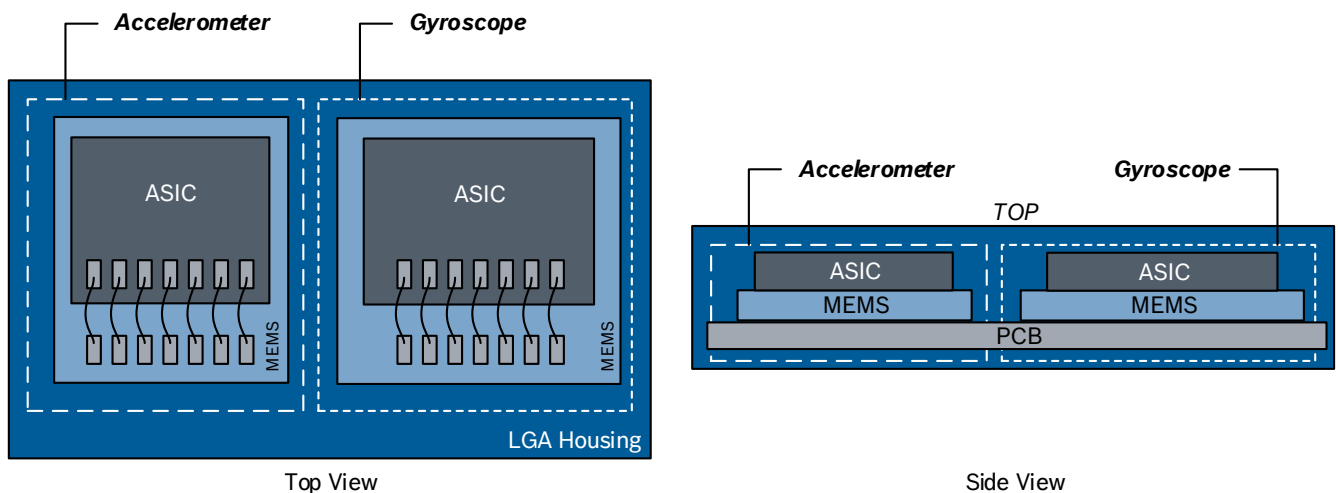 Accelerometer
Gyroscope
ASIC
ASIC
MEMS
MEMS
LGA Housing
Top View
Accelerometer
Gyroscope
TOP
ASIC
ASIC
MEMS
MEMS
PCB
Side View